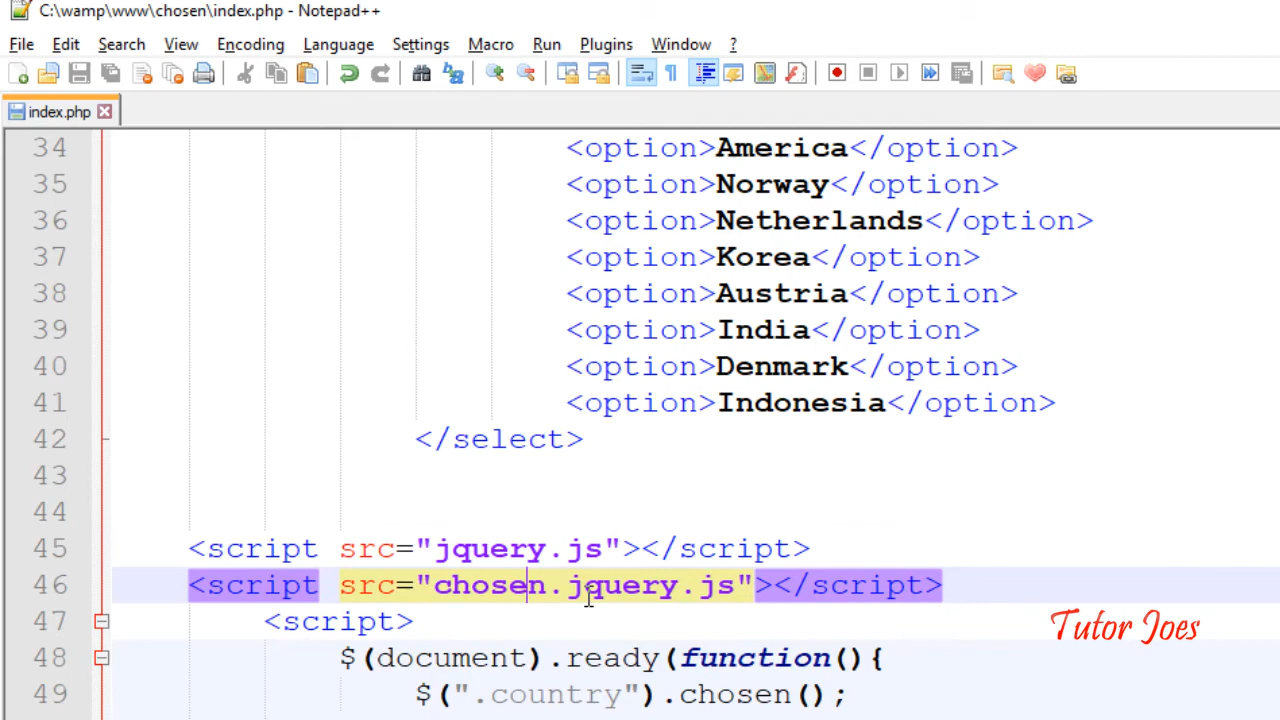 C:\wamp\www\chosen\index.php - Notepad++
File Edit Search View Encoding Language Settings Macro Run Plugins Window ?
index.php
34 <option>America</option>
35 <option>Norway</option>
36 <option>Netherlands</option>
37 <option>Korea</option>
38 <option>Austria</option>
39 <option>India</option>
40 <option>Denmark</option>
41 <option>Indonesia</option>
42 </select>
43
44
45 <script src="jquery.js"></script>
46 <script src="chosen.jquery.js"></script>
47 <script>
Tutor Joes
48 $(document).ready(function(){
49 $(".country").chosen();